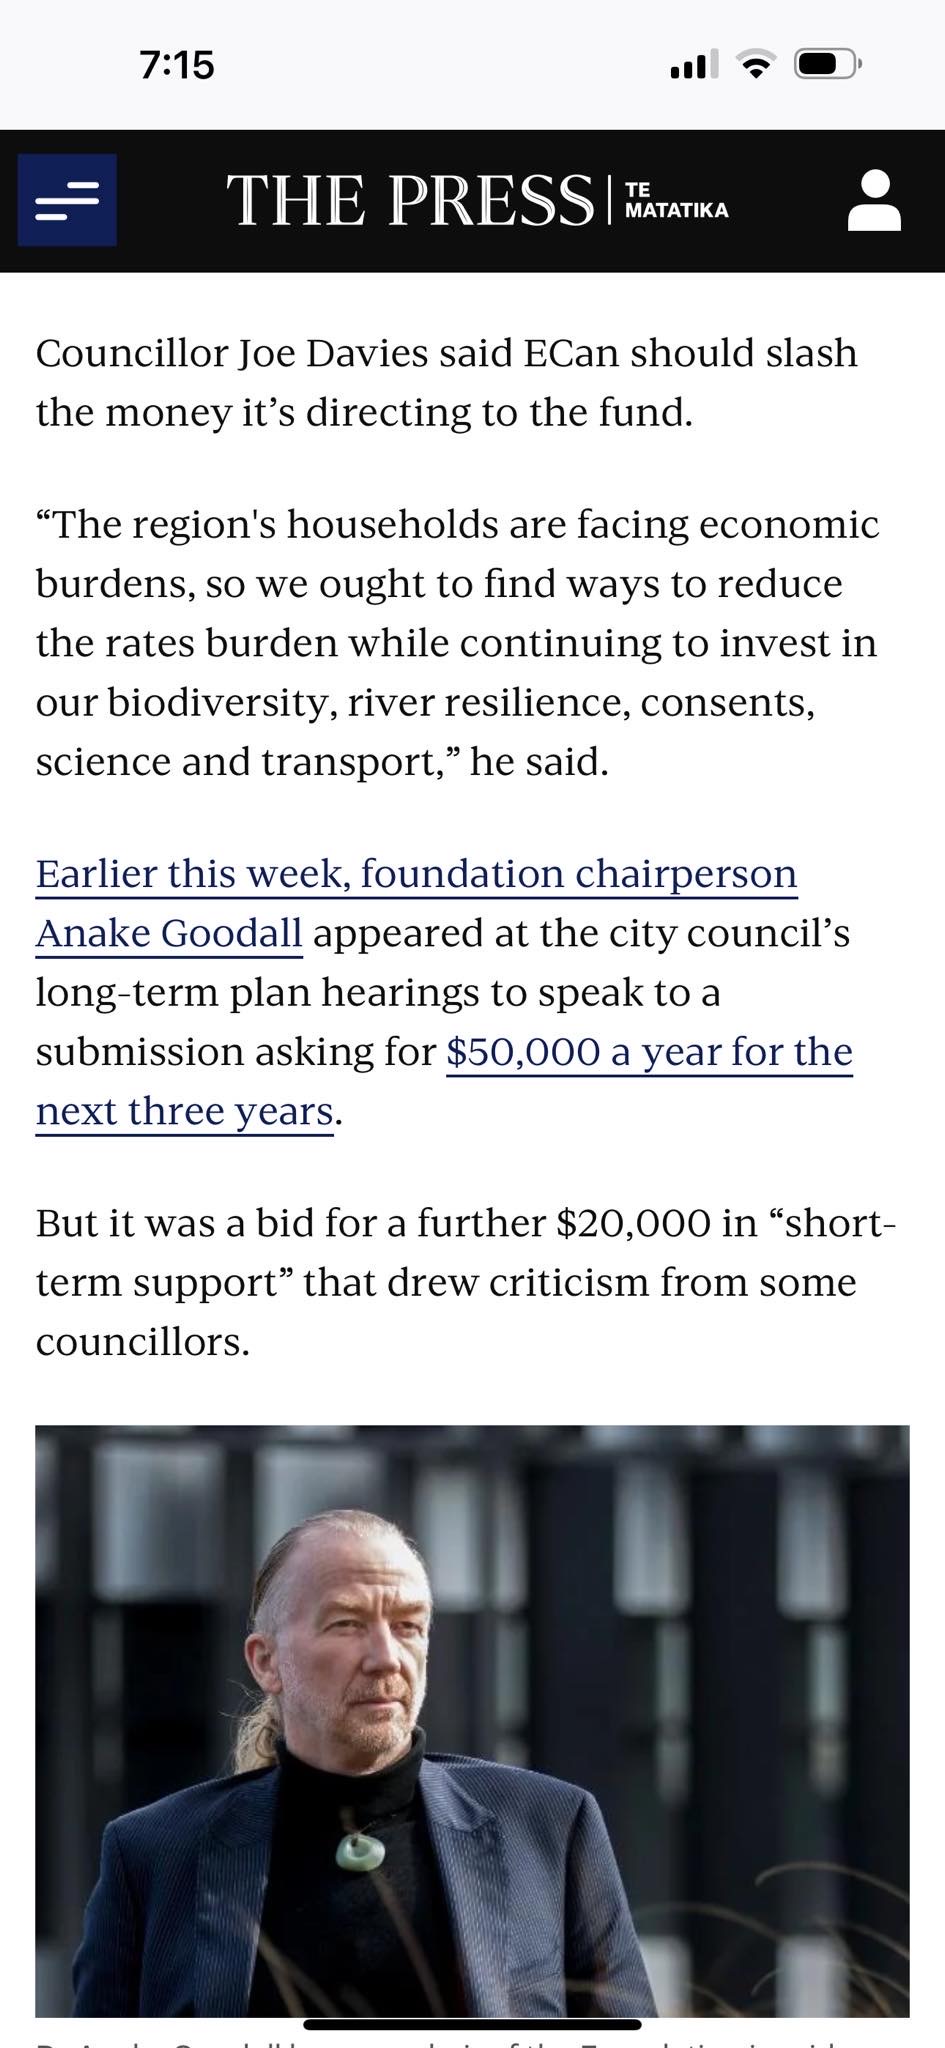 7:15
THE PRESS
TE
MATATIKA
Councillor Joe Davies said ECan should slash
the money it’s directing to the fund.
“The region's households are facing economic
burdens, so we ought to find ways to reduce
the rates burden while continuing to invest in
our biodiversity, river resilience, consents,
science and transport,” he said.
Earlier this week, foundation chairperson
Anake Goodall appeared at the city council’s
long-term plan hearings to speak to a
submission asking for $50,000 a year for the
next three years.
But it was a bid for a further $20,000 in “short-
term support” that drew criticism from some
councillors.